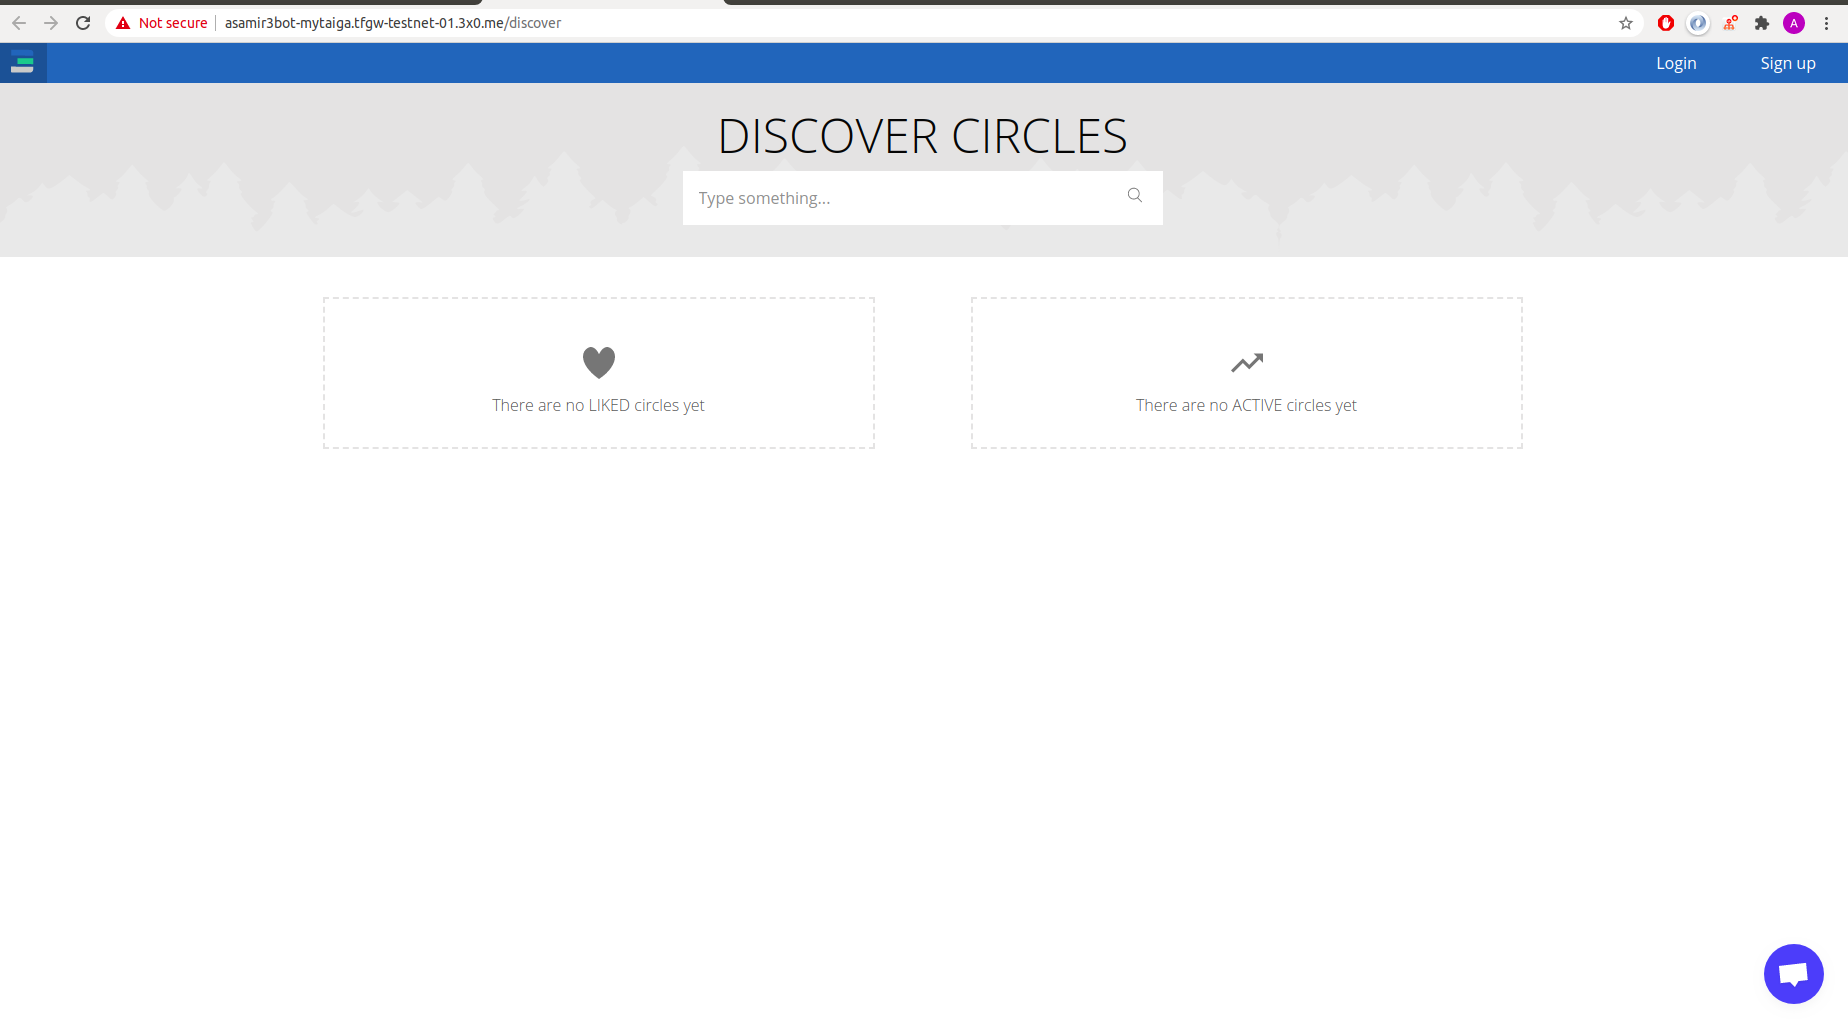 Not secure
asamir3bot-mytaiga.tfgw-testnet-01.3x0.me/discover
A
Login
Sign up
DISCOVER CIRCLES
Type something...
There are no LIKED circles yet
There are no ACTIVE circles yet